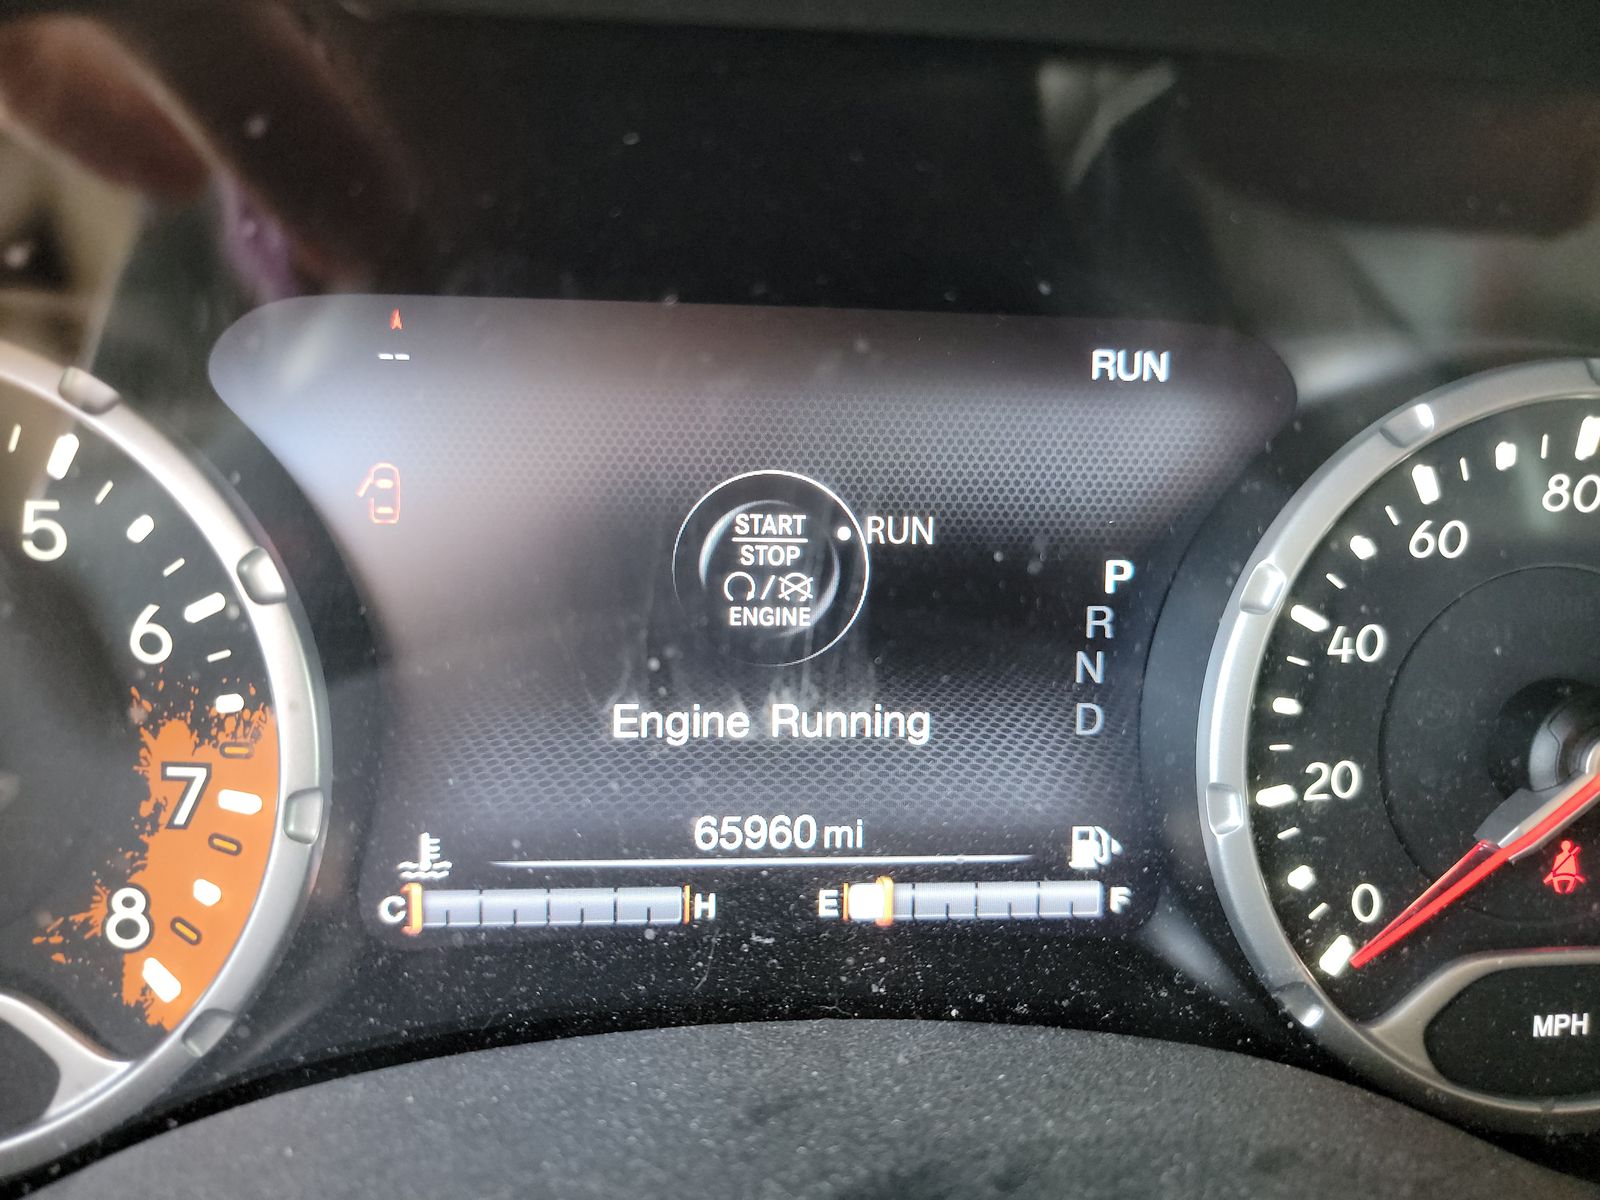 RUN
START
STOP
ENGINE
RUN
P
R
N
D
Engine Running
65960 mi
C H
E F
5
6
7
8
80
60
40
20
0
MPH